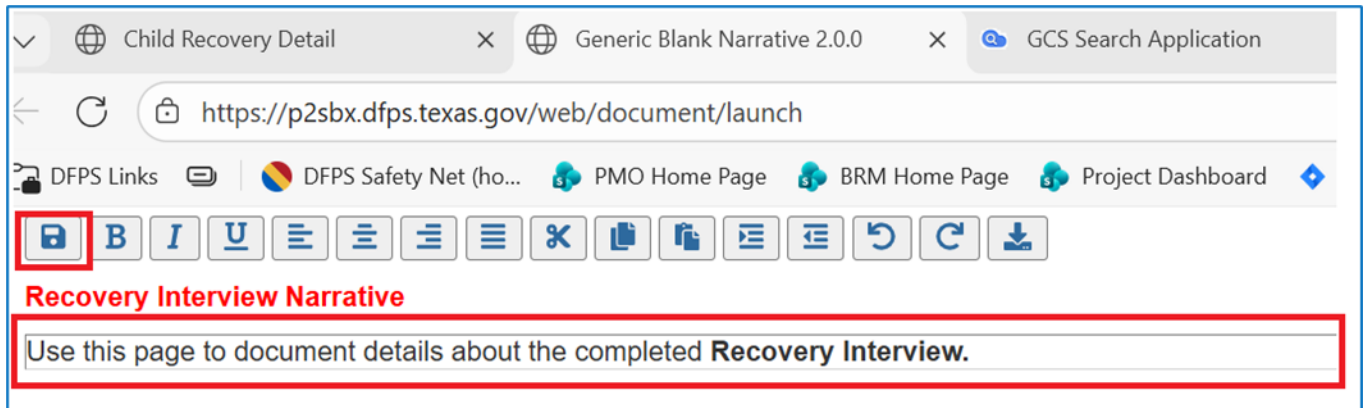 Child Recovery Detail Generic Blank Narrative 2.0.0 GCS Search Application
https://p2sbx.dfps.texas.gov/web/document/launch
DFPS Links DFPS Safety Net (ho... PMO Home Page BRM Home Page Project Dashboard
B I U
Recovery Interview Narrative
Use this page to document details about the completed Recovery Interview.